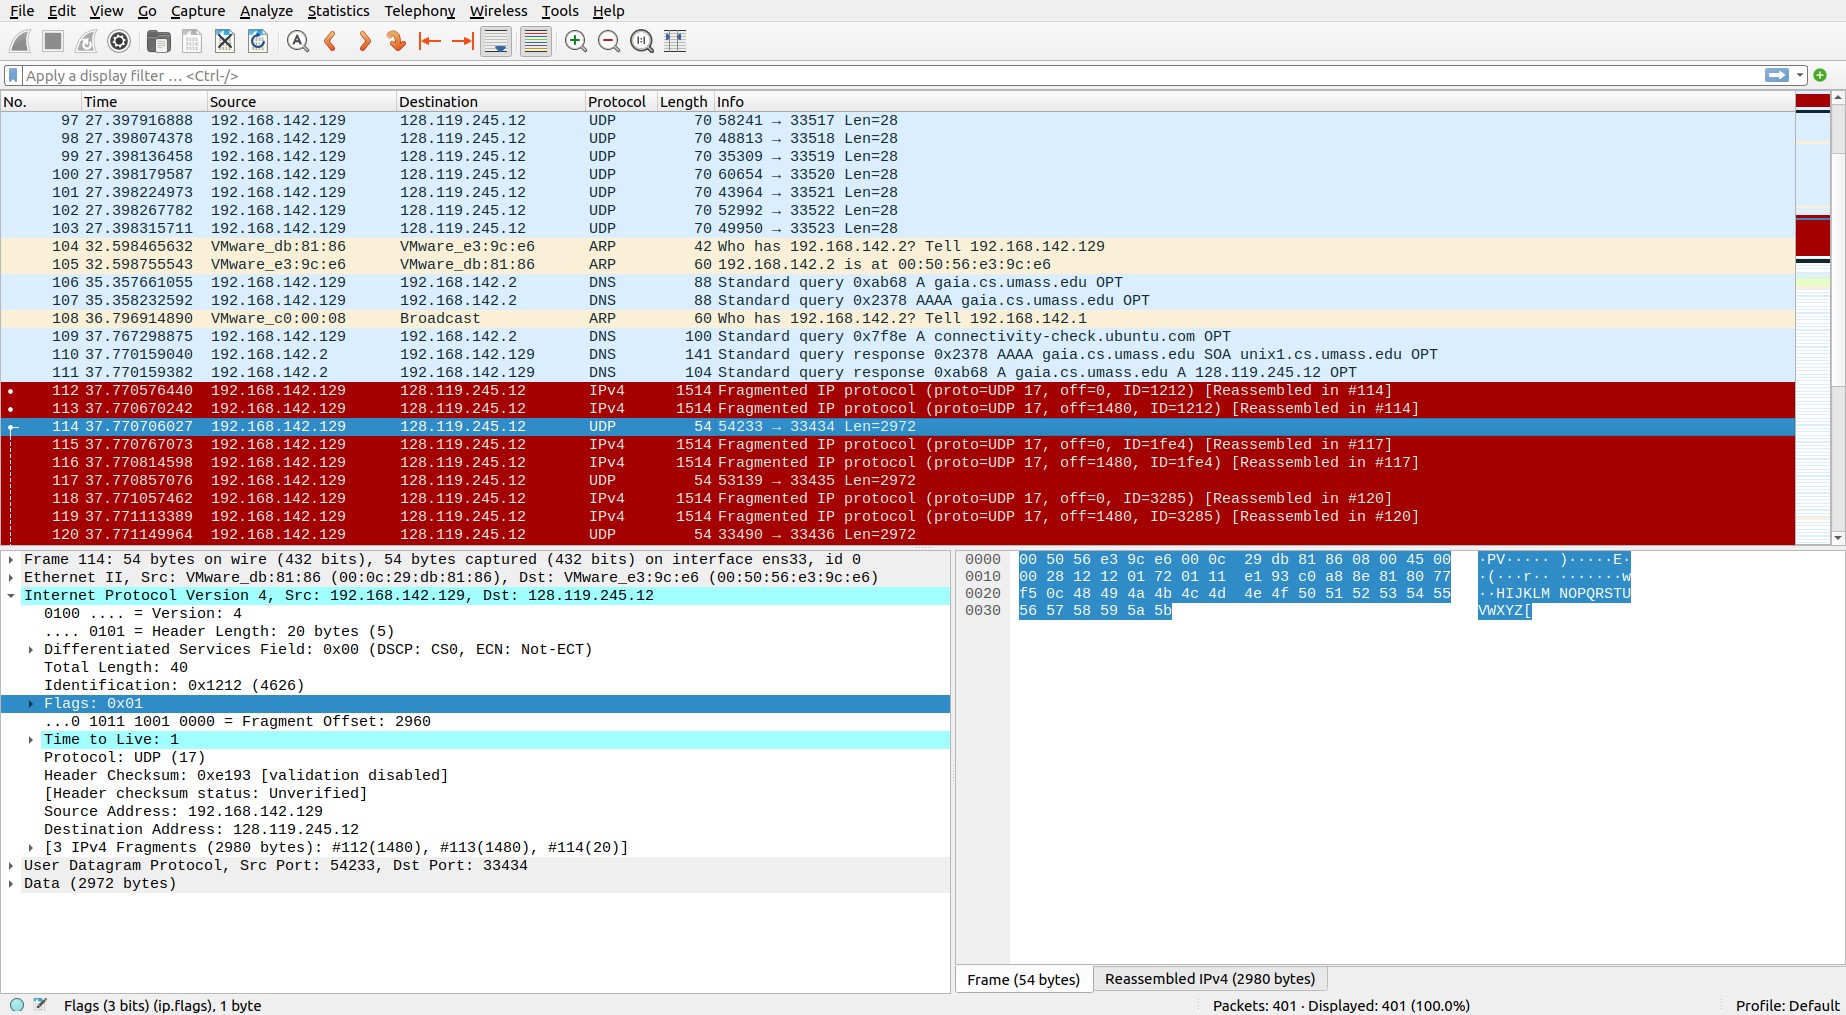 File Edit View Go Capture Analyze Statistics Telephony Wireless Tools Help
Apply a display filter … <Ctrl-/>
No. Time Source Destination Protocol Length Info
97 27.397916888 192.168.142.129 128.119.245.12 UDP 70 58241 → 33517 Len=28
98 27.398074378 192.168.142.129 128.119.245.12 UDP 70 48813 → 33518 Len=28
99 27.398136458 192.168.142.129 128.119.245.12 UDP 70 35309 → 33519 Len=28
100 27.398179587 192.168.142.129 128.119.245.12 UDP 70 60654 → 33520 Len=28
101 27.398224973 192.168.142.129 128.119.245.12 UDP 70 43964 → 33521 Len=28
102 27.398267782 192.168.142.129 128.119.245.12 UDP 70 52992 → 33522 Len=28
103 27.398315711 192.168.142.129 128.119.245.12 UDP 70 49950 → 33523 Len=28
104 32.598465632 VMware_db:81:86 VMware_e3:9c:e6 ARP 42 Who has 192.168.142.2? Tell 192.168.142.129
105 32.598755543 VMware_e3:9c:e6 VMware_db:81:86 ARP 60 192.168.142.2 is at 00:50:56:e3:9c:e6
106 35.357661055 192.168.142.129 192.168.142.2 DNS 88 Standard query 0xab68 A gaia.cs.umass.edu OPT
107 35.358232592 192.168.142.129 192.168.142.2 DNS 88 Standard query 0x2378 AAAA gaia.cs.umass.edu OPT
108 36.796914890 VMware_c0:00:08 Broadcast ARP 60 Who has 192.168.142.2? Tell 192.168.142.1
109 37.767298875 192.168.142.129 192.168.142.2 DNS 100 Standard query 0x7f8e A connectivity-check.ubuntu.com OPT
110 37.770159040 192.168.142.2 192.168.142.129 DNS 141 Standard query response 0x2378 AAAA gaia.cs.umass.edu SOA unix1.cs.umass.edu OPT
111 37.770159382 192.168.142.2 192.168.142.129 DNS 104 Standard query response 0xab68 A gaia.cs.umass.edu A 128.119.245.12 OPT
112 37.770576440 192.168.142.129 128.119.245.12 IPv4 1514 Fragmented IP protocol (proto=UDP 17, off=0, ID=1212) [Reassembled in #114]
113 37.770670242 192.168.142.129 128.119.245.12 IPv4 1514 Fragmented IP protocol (proto=UDP 17, off=1480, ID=1212) [Reassembled in #114]
114 37.770706027 192.168.142.129 128.119.245.12 UDP 54 54233 → 33434 Len=2972
115 37.770767073 192.168.142.129 128.119.245.12 IPv4 1514 Fragmented IP protocol (proto=UDP 17, off=0, ID=1fe4) [Reassembled in #117]
116 37.770814598 192.168.142.129 128.119.245.12 IPv4 1514 Fragmented IP protocol (proto=UDP 17, off=1480, ID=1fe4) [Reassembled in #117]
117 37.770857076 192.168.142.129 128.119.245.12 UDP 54 53139 → 33435 Len=2972
118 37.771057462 192.168.142.129 128.119.245.12 IPv4 1514 Fragmented IP protocol (proto=UDP 17, off=0, ID=3285) [Reassembled in #120]
119 37.771113389 192.168.142.129 128.119.245.12 IPv4 1514 Fragmented IP protocol (proto=UDP 17, off=1480, ID=3285) [Reassembled in #120]
120 37.771149964 192.168.142.129 128.119.245.12 UDP 54 33490 → 33436 Len=2972
Frame 114: 54 bytes on wire (432 bits), 54 bytes captured (432 bits) on interface ens33, id 0
Ethernet II, Src: VMware_db:81:86 (00:0c:29:db:81:86), Dst: VMware_e3:9c:e6 (00:50:56:e3:9c:e6)
Internet Protocol Version 4, Src: 192.168.142.129, Dst: 128.119.245.12
0100 .... = Version: 4
.... 0101 = Header Length: 20 bytes (5)
Differentiated Services Field: 0x00 (DSCP: CS0, ECN: Not-ECT)
Total Length: 40
Identification: 0x1212 (4626)
Flags: 0x01
...0 1011 1001 0000 = Fragment Offset: 2960
Time to Live: 1
Protocol: UDP (17)
Header Checksum: 0xe193 [validation disabled]
[Header checksum status: Unverified]
Source Address: 192.168.142.129
Destination Address: 128.119.245.12
[3 IPv4 Fragments (2980 bytes): #112(1480), #113(1480), #114(20)]
User Datagram Protocol, Src Port: 54233, Dst Port: 33434
Data (2972 bytes)
0000 00 50 56 e3 9c e6 00 0c 29 db 81 86 08 00 45 00 ·PV····· )·····E·
0010 00 28 12 12 01 72 01 11 e1 93 c0 a8 8e 81 80 77 ·(···r·· ·······w
0020 f5 0c 48 49 4a 4b 4c 4d 4e 4f 50 51 52 53 54 55 ··HIJKLM NOPQRSTU
0030 56 57 58 59 5a 5b VWXYZ[
Frame (54 bytes) Reassembled IPv4 (2980 bytes)
Flags (3 bits) (ip.flags), 1 byte Packets: 401 · Displayed: 401 (100.0%) Profile: Default